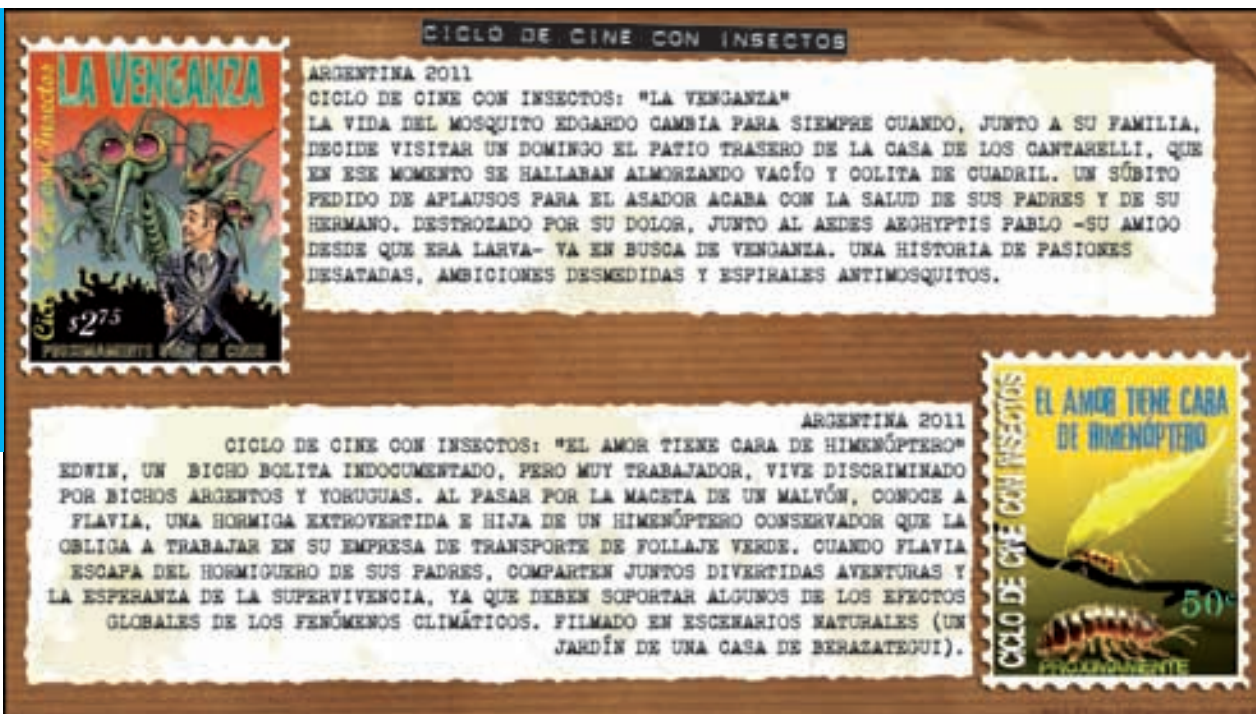 CICLO DE CINE CON INSECTOS
LA VENGANZA
$2.75
ARGENTINA 2011
CICLO DE CINE CON INSECTOS: "LA VENGANZA"
LA VIDA DEL MOSQUITO EDGARDO CAMBIA PARA SIEMPRE CUANDO, JUNTO A SU FAMILIA,
DECIDE VISITAR UN DOMINGO EL PATIO TRASERO DE LA CASA DE LOS CANTARELLI, QUE
EN ESE MOMENTO SE HALLABAN ALMORZANDO VACÍO Y COLITA DE CUADRIL. UN SÚBITO
PEDIDO DE APLAUSOS PARA EL ASADOR ACABA CON LA SALUD DE SUS PADRES Y DE SU
HERMANO. DESTROZADO POR SU DOLOR, JUNTO AL AEDES AEGHYPTIS PABLO -SU AMIGO
DESDE QUE ERA LARVA- VA EN BUSCA DE VENGANZA. UNA HISTORIA DE PASIONES
DESATADAS, AMBICIONES DESMEDIDAS Y ESPIRALES ANTIMOSQUITOS.
ARGENTINA 2011
CICLO DE CINE CON INSECTOS: "EL AMOR TIENE CARA DE HIMENÓPTERO"
EDWIN, UN BICHO BOLITA INDOCUMENTADO, PERO MUY TRABAJADOR, VIVE DISCRIMINADO
POR BICHOS ARGENTOS Y YORUGUAS. AL PASAR POR LA MACETA DE UN MALVÓN, CONOCE A
FLAVIA, UNA HORMIGA EXTROVERTIDA E HIJA DE UN HIMENÓPTERO CONSERVADOR QUE LA
OBLIGA A TRABAJAR EN SU EMPRESA DE TRANSPORTE DE FOLLAJE VERDE. CUANDO FLAVIA
ESCAPA DEL HORMIGUERO DE SUS PADRES, COMPARTEN JUNTOS DIVERTIDAS AVENTURAS Y
LA ESPERANZA DE LA SUPERVIVENCIA, YA QUE DEBEN SOPORTAR ALGUNOS DE LOS EFECTOS
GLOBALES DE LOS FENÓMENOS CLIMÁTICOS. FILMADO EN ESCENARIOS NATURALES (UN
JARDÍN DE UNA CASA DE BERAZATEGUI).
CICLO DE CINE CON INSECTOS
EL AMOR TIENE CARA
DE HIMENÓPTERO
50c
PROXIMAMENTE